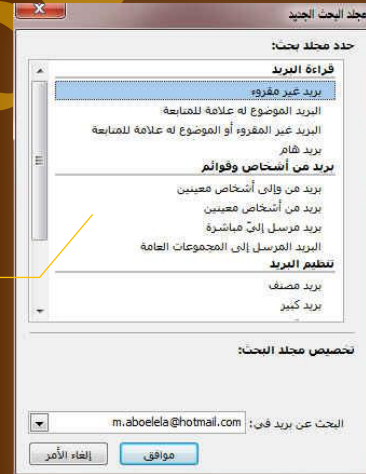 مجلد البحث الجديد
حدد مجلد بحث:
قراءة البريد
بريد غير مقروء
البريد الموضوع له علامة للمتابعة
البريد غير المقروء أو الموضوع له علامة للمتابعة
بريد هام
بريد من أشخاص وقوائم
بريد من وإلى أشخاص معينين
بريد من أشخاص معينين
بريد مرسل إليّ مباشرة
البريد المرسل إلى المجموعات العامة
تنظيم البريد
بريد مصنف
بريد كبير
تخصيص مجلد البحث:
البحث عن بريد في: m.aboelela@hotmail.com
موافق إلغاء الأمر